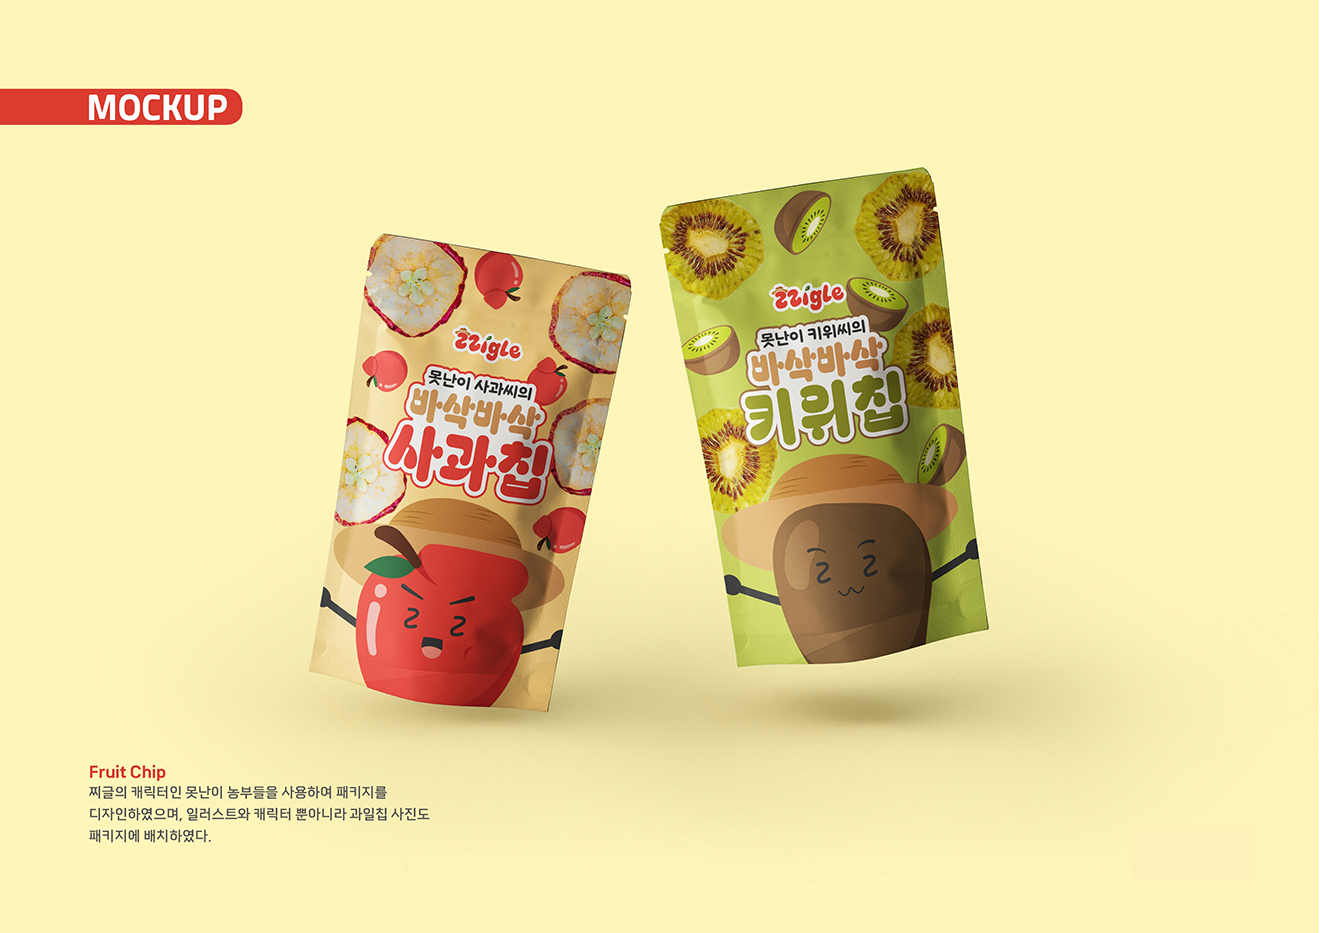 MOCKUP
zzigle
못난이 사과씨의
바삭바삭
사과칩
zzigle
못난이 키위씨의
바삭바삭
키위칩
Fruit Chip
찌글의 캐릭터인 못난이 농부들을 사용하여 패키지를
디자인하였으며, 일러스트와 캐릭터 뿐아니라 과일칩 사진도
패키지에 배치하였다.